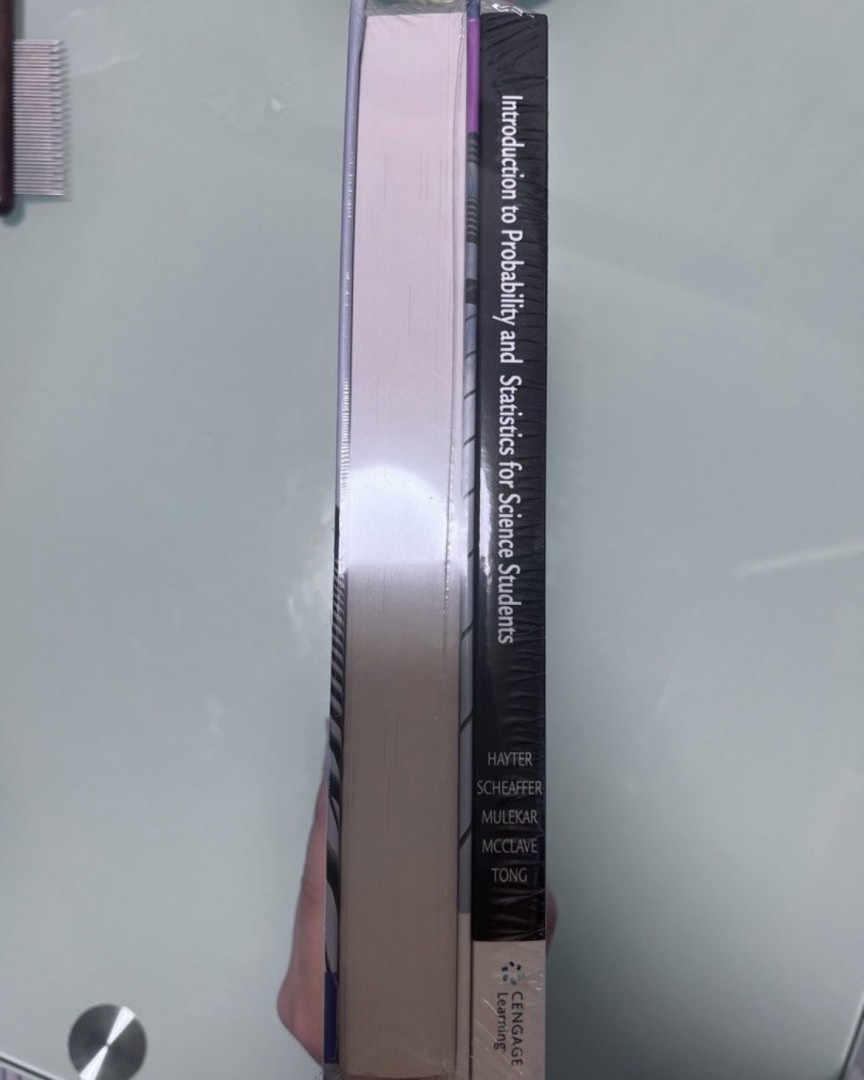 Introduction to Probability and Statistics for Science Students
HAYTER
SCHEAFFER
MULEKAR
MCCLAVE
TONG
CENGAGE
Learning